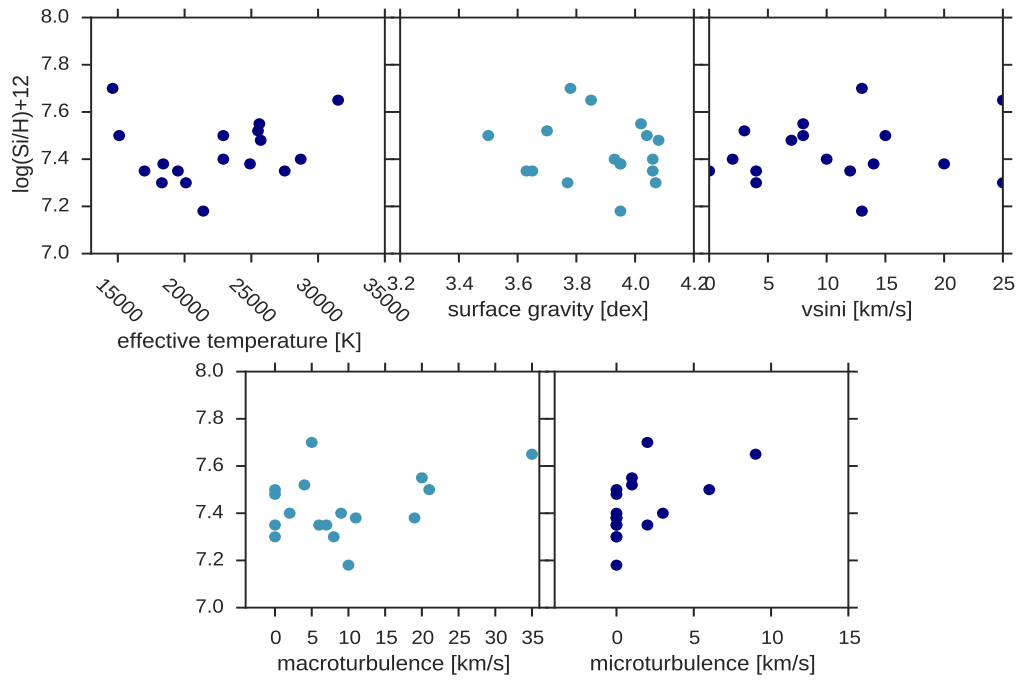 8.0
7.8
7.6
7.4
7.2
7.0
log(Si/H)+12
15000 20000 25000 30000 35000
effective temperature [K]
3.2 3.4 3.6 3.8 4.0 4.2
surface gravity [dex]
0 5 10 15 20 25
vsini [km/s]
8.0
7.8
7.6
7.4
7.2
7.0
0 5 10 15 20 25 30 35
macroturbulence [km/s]
0 5 10 15
microturbulence [km/s]